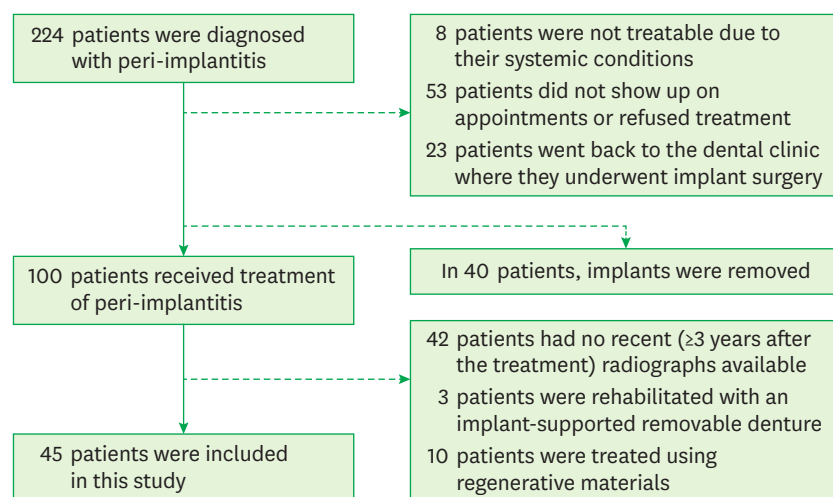 224 patients were diagnosed
with peri-implantitis
8 patients were not treatable due to
their systemic conditions
53 patients did not show up on
appointments or refused treatment
23 patients went back to the dental clinic
where they underwent implant surgery
100 patients received treatment
of peri-implantitis
In 40 patients, implants were removed
42 patients had no recent (≥3 years after
the treatment) radiographs available
3 patients were rehabilitated with an
implant-supported removable denture
10 patients were treated using
regenerative materials
45 patients were included
in this study